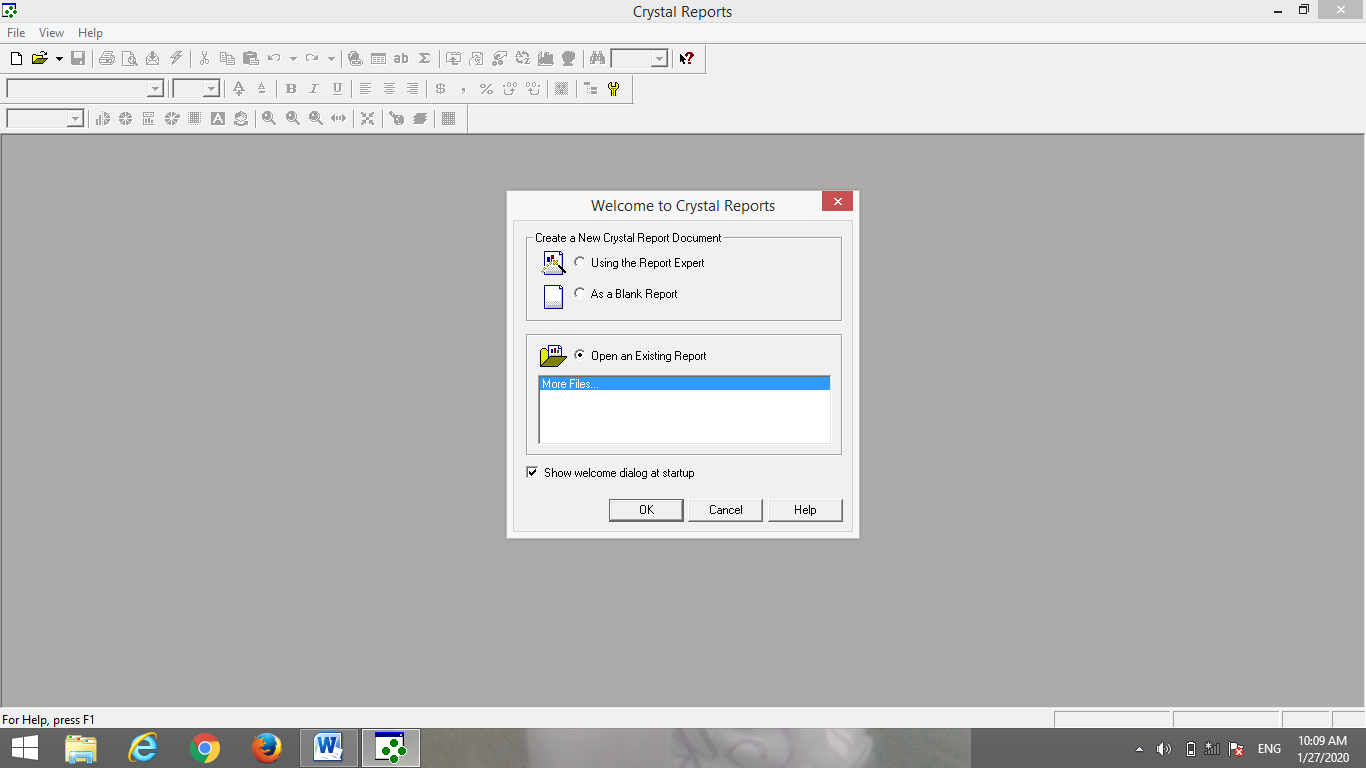 Crystal Reports
File View Help
Welcome to Crystal Reports
Create a New Crystal Report Document
Using the Report Expert
As a Blank Report
Open an Existing Report
More Files...
Show welcome dialog at startup
OK Cancel Help
For Help, press F1
ENG
10:09 AM
1/27/2020